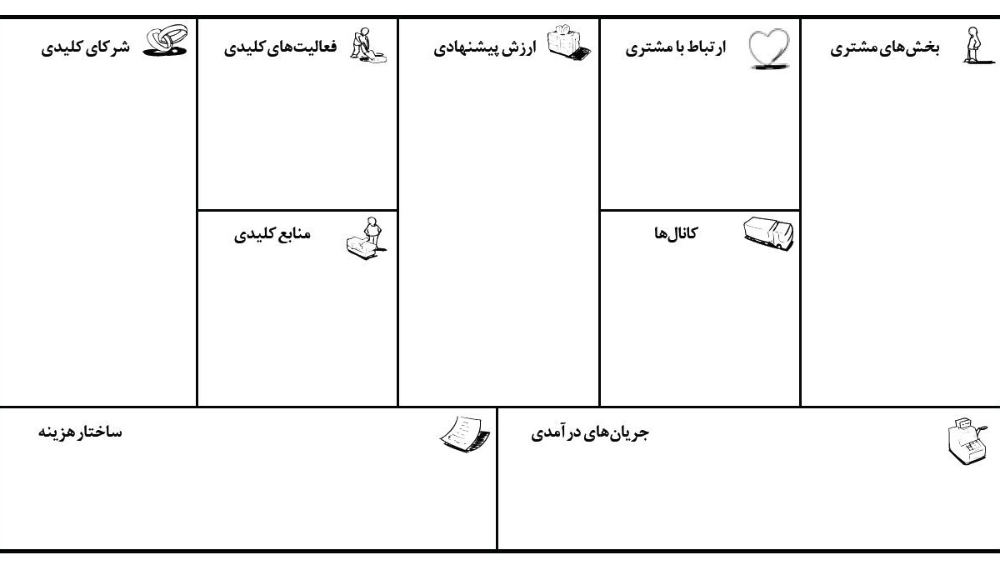 بخش‌های مشتری
ارتباط با مشتری
ارزش پیشنهادی
فعالیت‌های کلیدی
شرکای کلیدی
کانال‌ها
منابع کلیدی
جریان‌های درآمدی
ساختار هزینه